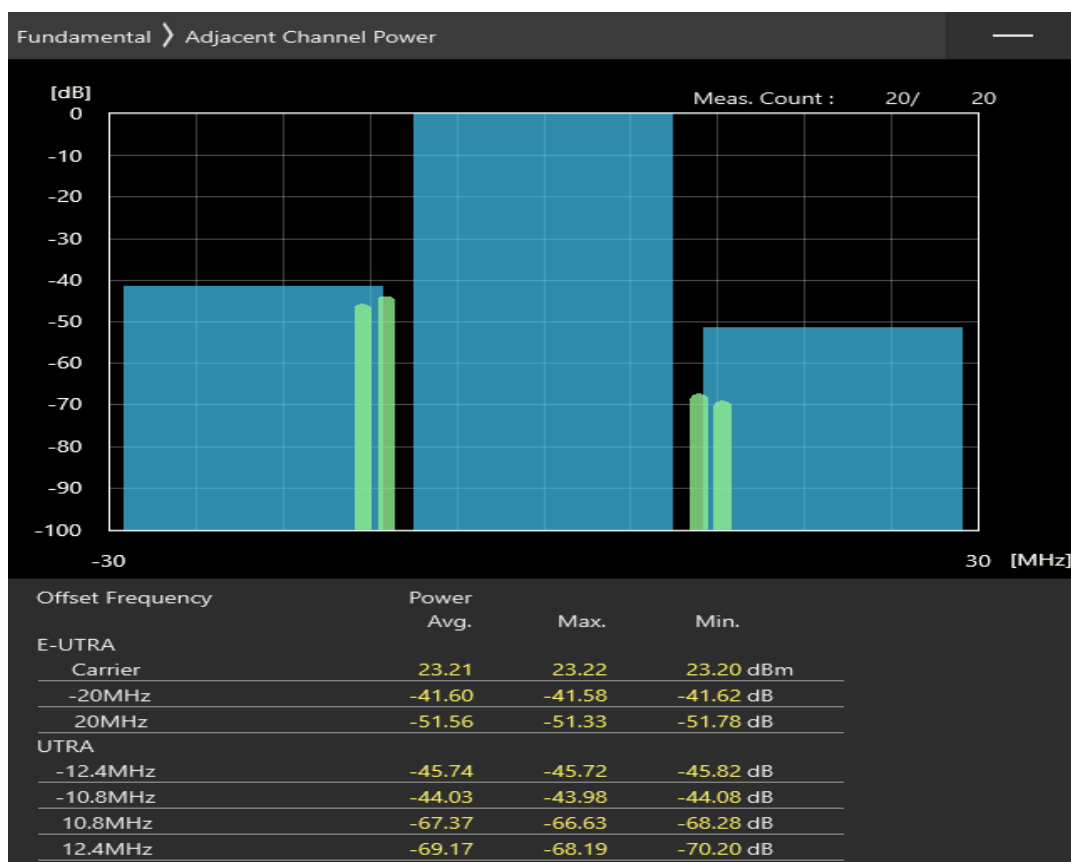 Fundamental ❯ Adjacent Channel Power
[dB]
Meas. Count : 20/ 20
0
-10
-20
-30
-40
-50
-60
-70
-80
-90
-100
-30 30 [MHz]
Offset Frequency Power
Avg. Max. Min.
E-UTRA
Carrier 23.21 23.22 23.20 dBm
-20MHz -41.60 -41.58 -41.62 dB
20MHz -51.56 -51.33 -51.78 dB
UTRA
-12.4MHz -45.74 -45.72 -45.82 dB
-10.8MHz -44.03 -43.98 -44.08 dB
10.8MHz -67.37 -66.63 -68.28 dB
12.4MHz -69.17 -68.19 -70.20 dB